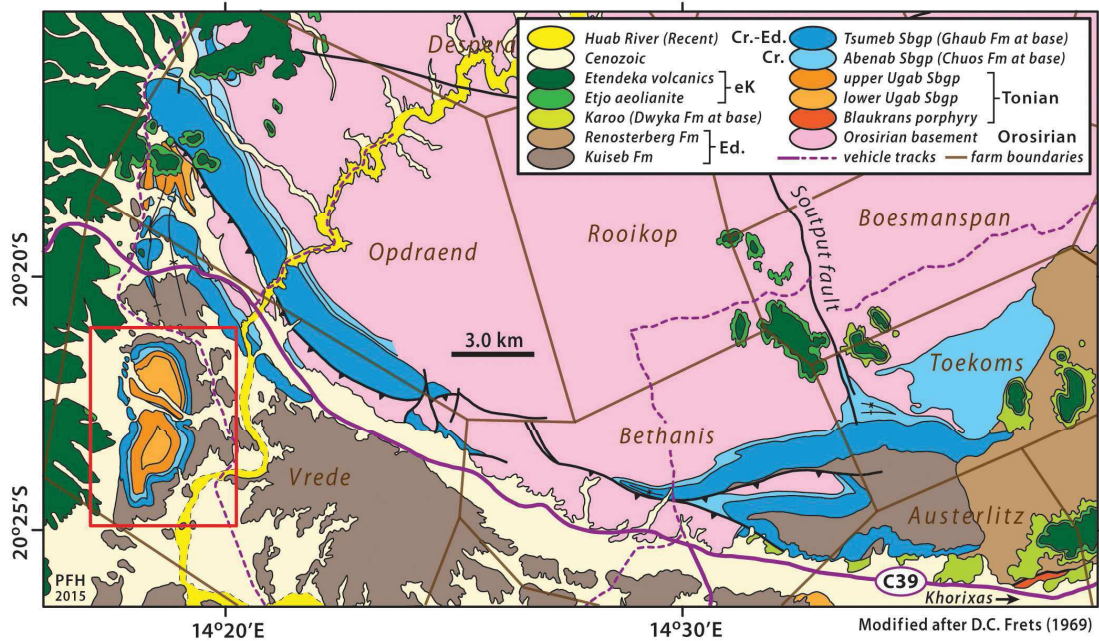 Despera
Huab River (Recent)
Cenozoic
Etendeka volcanics
Etjo aeolianite
eK
Karoo (Dwyka Fm at base)
Renosterberg Fm
Kuiseb Fm
Ed.
Cr.-Ed.
Tsumeb Sbgp (Ghaub Fm at base)
Cr.
Abenab Sbgp (Chuos Fm at base)
upper Ugab Sbgp
lower Ugab Sbgp
Blaukrans porphyry
Tonian
Orosirian basement
Orosirian
vehicle tracks
farm boundaries
Soutput fault
Boesmanspan
Rooikop
Opdraend
20°20'S
3.0 km
Toekoms
Bethanis
Vrede
Austerlitz
20°25'S
PFH
2015
C39
Khorixas
14°20'E
14°30'E
Modified after D.C. Frets (1969)